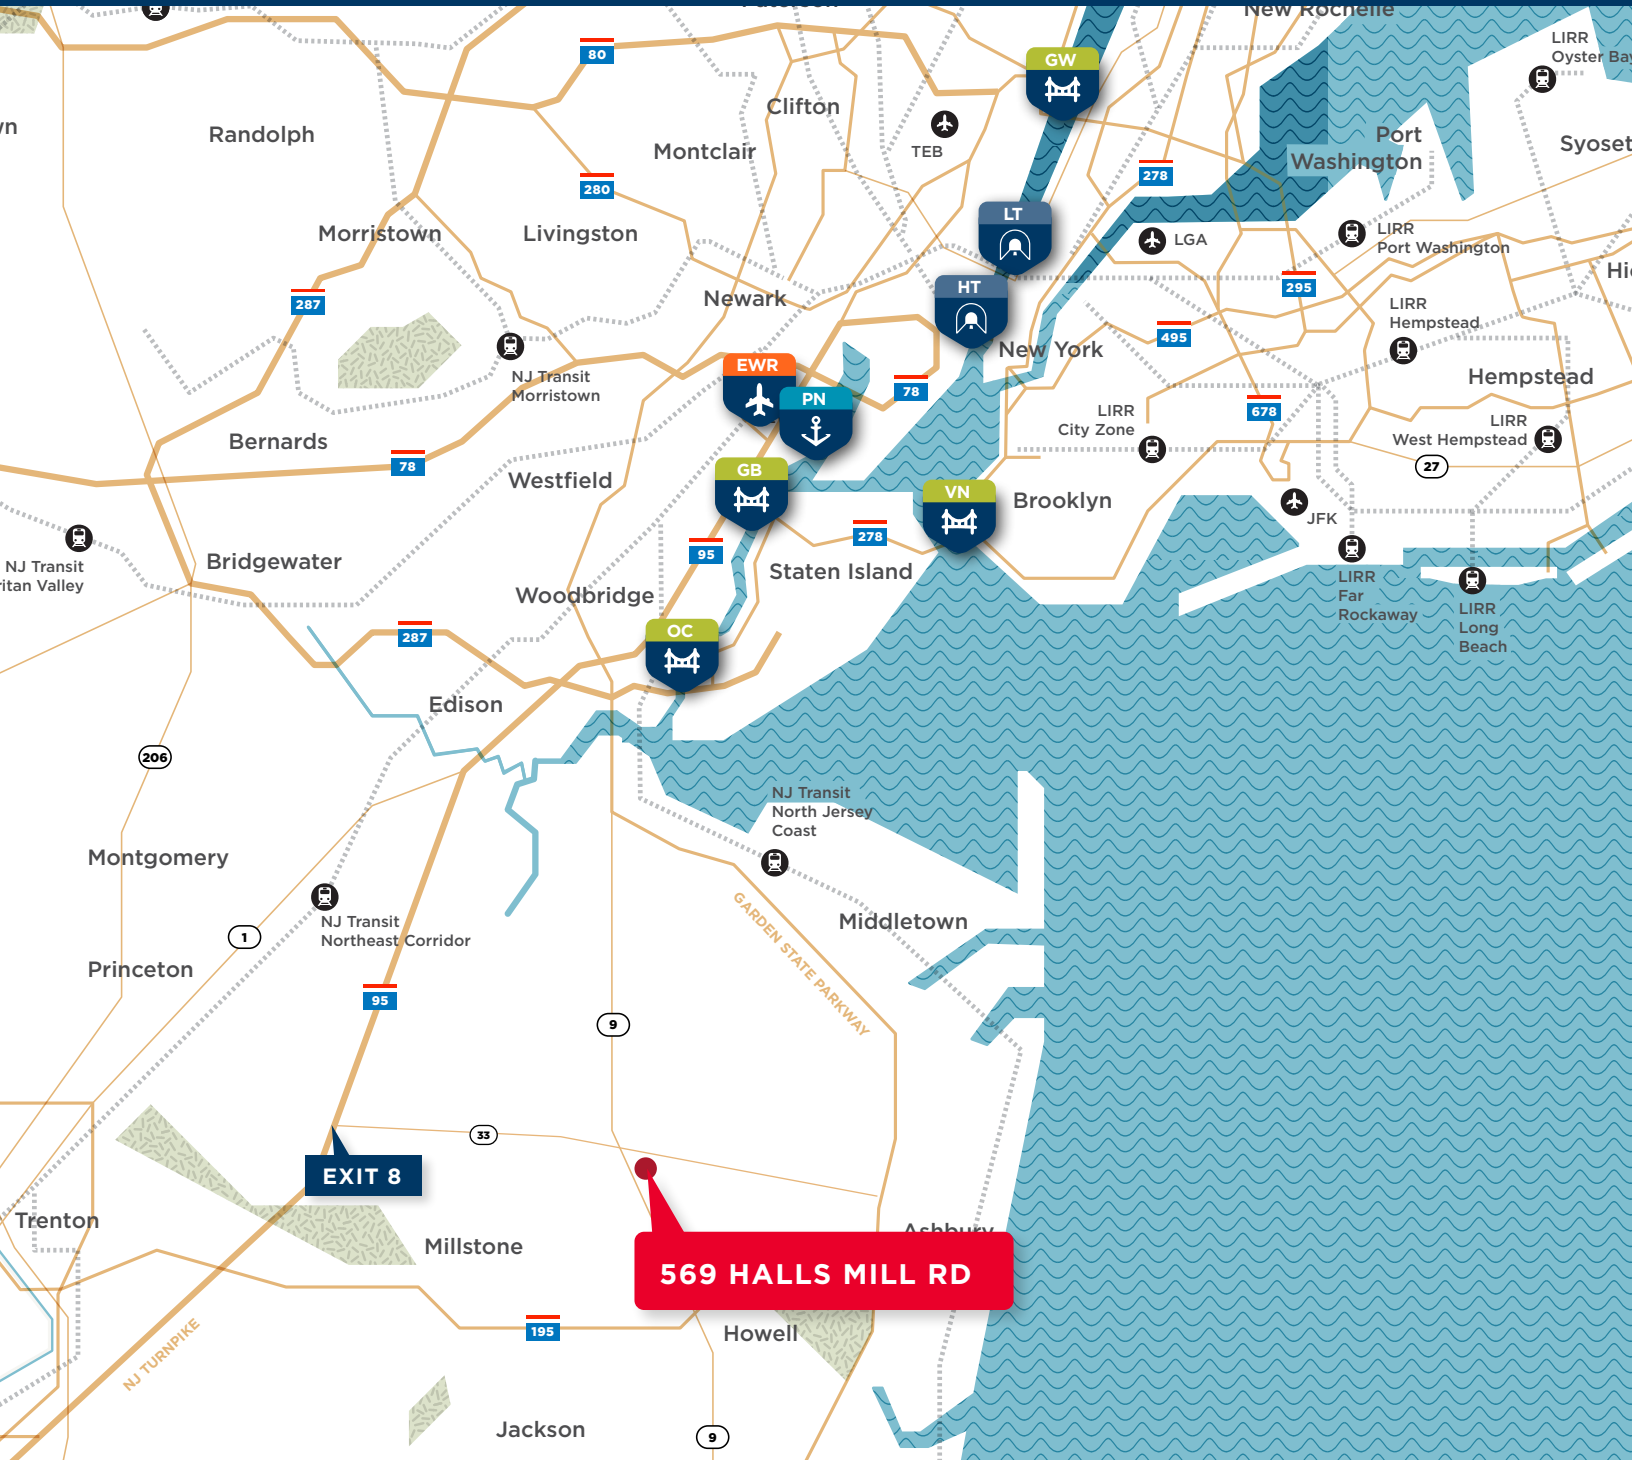 New Rochelle
LIRR
Oyster Bay
GW
80
Clifton
Randolph
Montclair
TEB
Port
Washington
Syoset
278
280
LT
Morristown
Livingston
LGA
LIRR
Port Washington
287
Newark
HT
295
LIRR
Hempstead
495
New York
NJ Transit
Morristown
EWR
PN
78
Hempstead
678
LIRR
City Zone
LIRR
West Hempstead
Bernards
78
27
Westfield
GB
VN
Brooklyn
JFK
278
95
NJ Transit
ritan Valley
Bridgewater
Staten Island
LIRR
Far
Rockaway
Woodbridge
LIRR
Long
Beach
287
OC
Edison
206
NJ Transit
North Jersey
Coast
Montgomery
NJ Transit
Northeast Corridor
GARDEN STATE PARKWAY
Middletown
1
Princeton
95
9
33
EXIT 8
Trenton
Millstone
Ashbury
569 HALLS MILL RD
195
Howell
NJ TURNPIKE
Jackson
9